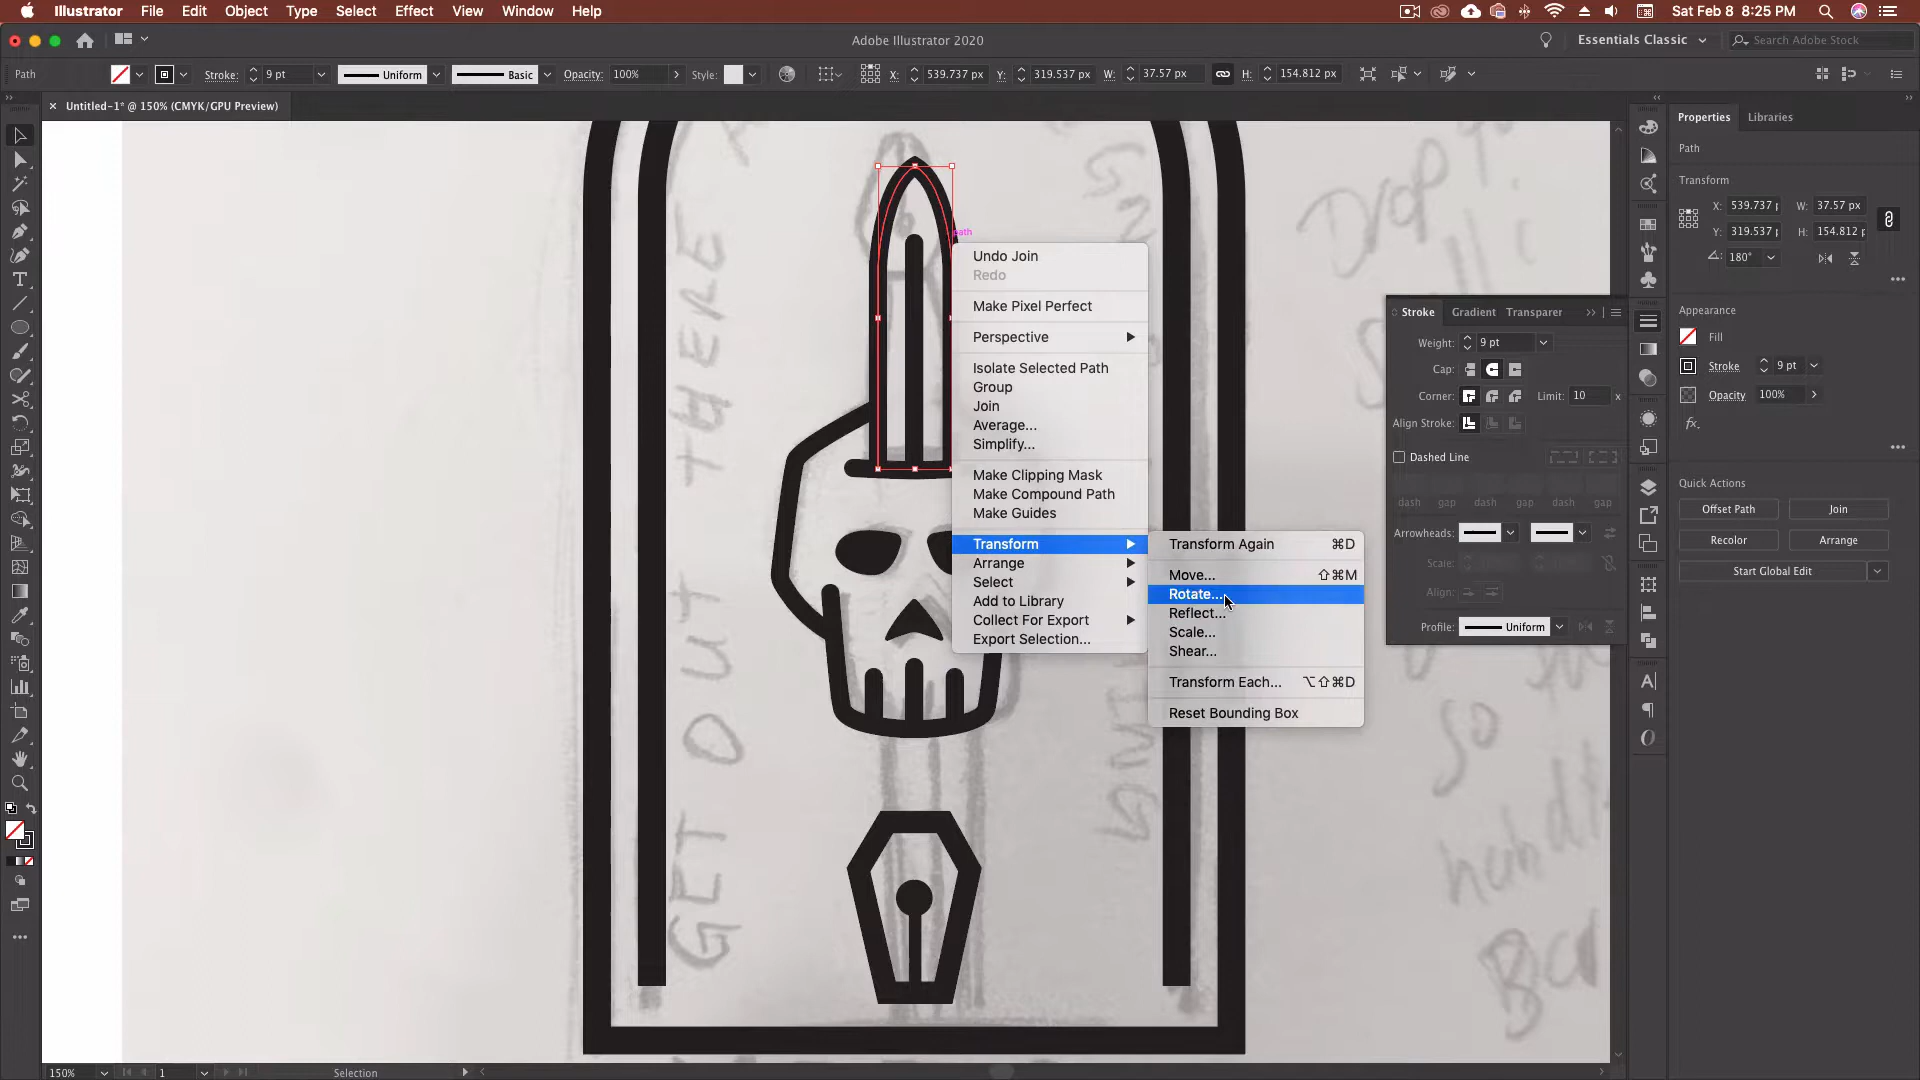 Illustrator File Edit Object Type Select Effect View Window Help
Sat Feb 8 8:25 PM
Adobe Illustrator 2020
Essentials Classic
Search Adobe Stock
Path Stroke: 9 pt Uniform Basic Opacity: 100% Style: X: 539.737 px Y: 319.537 px W: 37.57 px H: 154.812 px
× Untitled-1* @ 150% (CMYK/GPU Preview)
Properties Libraries
Path
Transform
X: 539.737 p W: 37.57 px
Y: 319.537 p H: 154.812 p
180°
Appearance
Fill
Stroke 9 pt
Opacity 100%
fx.
Quick Actions
Offset Path Join
Recolor Arrange
Start Global Edit
Stroke Gradient Transparer
Weight: 9 pt
Cap:
Corner: Limit: 10 x
Align Stroke:
Dashed Line
dash gap dash gap dash gap
Arrowheads:
Scale:
Align:
Profile: Uniform
path
Undo Join
Redo
Make Pixel Perfect
Perspective
Isolate Selected Path
Group
Join
Average...
Simplify...
Make Clipping Mask
Make Compound Path
Make Guides
Transform
Arrange
Select
Add to Library
Collect For Export
Export Selection...
Transform Again ⌘D
Move... ⇧⌘M
Rotate...
Reflect...
Scale...
Shear...
Transform Each... ⌥⇧⌘D
Reset Bounding Box
GET OUT THERE
So
150% 1 Selection